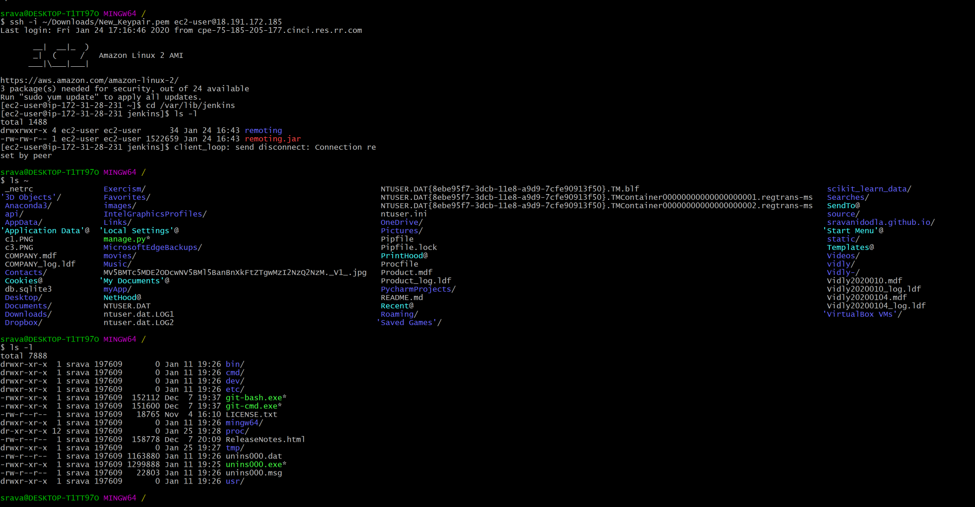 srava@DESKTOP-T1TT97O MINGW64 /
$ ssh -i ~/Downloads/New_Keypair.pem ec2-user@18.191.172.185
Last login: Fri Jan 24 17:16:46 2020 from cpe-75-185-205-177.cinci.res.rr.com

       __|  __|_  )
       _|  (     /   Amazon Linux 2 AMI
      ___|\___|___|

https://aws.amazon.com/amazon-linux-2/
3 package(s) needed for security, out of 24 available
Run "sudo yum update" to apply all updates.
[ec2-user@ip-172-31-28-231 ~]$ cd /var/lib/jenkins
[ec2-user@ip-172-31-28-231 jenkins]$ ls -l
total 1488
drwxrwxr-x 4 ec2-user ec2-user      34 Jan 24 16:43 remoting
-rw-rw-r-- 1 ec2-user ec2-user 1522659 Jan 24 16:43 remoting.jar
[ec2-user@ip-172-31-28-231 jenkins]$ client_loop: send disconnect: Connection re
set by peer

srava@DESKTOP-T1TT97O MINGW64 /
$ ls ~
 _netrc Exercism/ NTUSER.DAT{8ebe95f7-3dcb-11e8-a9d9-7cfe90913f50}.TM.blf scikit_learn_data/
'3D Objects'/ Favorites/ NTUSER.DAT{8ebe95f7-3dcb-11e8-a9d9-7cfe90913f50}.TMContainer00000000000000000001.regtrans-ms Searches/
 Anaconda3/ images/ NTUSER.DAT{8ebe95f7-3dcb-11e8-a9d9-7cfe90913f50}.TMContainer00000000000000000002.regtrans-ms SendTo@
 api/ IntelGraphicsProfiles/ ntuser.ini source/
 AppData/ Links/ OneDrive/ sravanidodla.github.io/
'Application Data'@ 'Local Settings'@ Pictures/ 'Start Menu'@
 c1.PNG manage.py* Pipfile static/
 c3.PNG MicrosoftEdgeBackups/ Pipfile.lock Templates@
 COMPANY.mdf movies/ PrintHood@ Videos/
 COMPANY_log.ldf Music/ Procfile vidly/
 Contacts/ MV5BMTc5MDE2ODcwNV5BMl5BanBnXkFtZTgwMzI2NzQ2NzM._V1_.jpg Product.mdf Vidly-/
 Cookies@ 'My Documents'@ Product_log.ldf Vidly2020010.mdf
 db.sqlite3 myApp/ PycharmProjects/ Vidly2020010_log.ldf
 Desktop/ NetHood@ README.md Vidly20200104.mdf
 Documents/ NTUSER.DAT Recent@ Vidly20200104_log.ldf
 Downloads/ ntuser.dat.LOG1 Roaming/ 'VirtualBox VMs'/
 Dropbox/ ntuser.dat.LOG2 'Saved Games'/

srava@DESKTOP-T1TT97O MINGW64 /
$ ls -l
total 7888
drwxr-xr-x  1 srava 197609       0 Jan 11 19:26 bin/
drwxr-xr-x  1 srava 197609       0 Jan 11 19:26 cmd/
drwxr-xr-x  1 srava 197609       0 Jan 11 19:26 dev/
drwxr-xr-x  1 srava 197609       0 Jan 11 19:26 etc/
-rwxr-xr-x  1 srava 197609  152112 Dec  7 19:37 git-bash.exe*
-rwxr-xr-x  1 srava 197609  151600 Dec  7 19:37 git-cmd.exe*
-rw-r--r--  1 srava 197609   18765 Nov  4 16:10 LICENSE.txt
drwxr-xr-x  1 srava 197609       0 Jan 11 19:26 mingw64/
dr-xr-xr-x 12 srava 197609       0 Jan 25 19:28 proc/
-rw-r--r--  1 srava 197609  158778 Dec  7 20:09 ReleaseNotes.html
drwxr-xr-x  1 srava 197609       0 Jan 25 19:27 tmp/
-rw-r--r--  1 srava 197609 1163880 Jan 11 19:26 unins000.dat
-rwxr-xr-x  1 srava 197609 1299888 Jan 11 19:25 unins000.exe*
-rw-r--r--  1 srava 197609   22803 Jan 11 19:26 unins000.msg
drwxr-xr-x  1 srava 197609       0 Jan 11 19:26 usr/

srava@DESKTOP-T1TT97O MINGW64 /